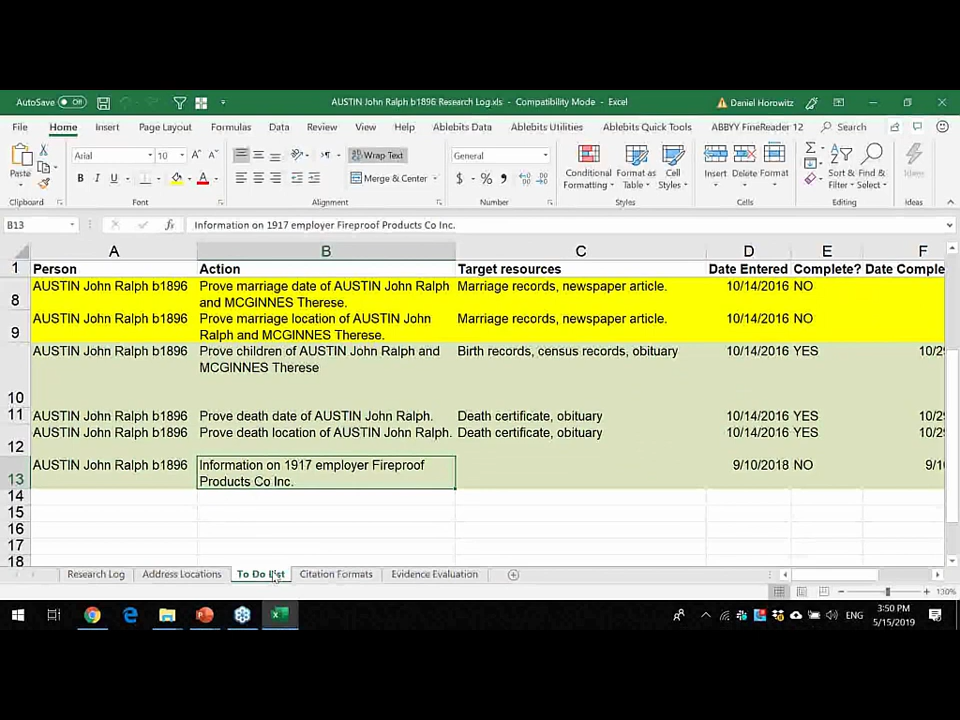 AutoSave Off AUSTIN John Ralph b1896 Research Log.xls - Compatibility Mode - Excel Daniel Horowitz
File Home Insert Page Layout Formulas Data Review View Help Ablebits Data Ablebits Utilities Ablebits Quick Tools ABBYY FineReader 12 Search
Paste Arial 10 Wrap Text General Conditional Formatting Format as Table Cell Styles Insert Delete Format Sort & Filter Find & Select Ideas
B I U A Merge & Center $ % ,
Clipboard Font Alignment Number Styles Cells Editing Ideas
B13 fx Information on 1917 employer Fireproof Products Co Inc.
A B C D E F
1 Person Action Target resources Date Entered Complete? Date Comple
8 AUSTIN John Ralph b1896 Prove marriage date of AUSTIN John Ralph Marriage records, newspaper article. 10/14/2016 NO
and MCGINNES Therese.
9 AUSTIN John Ralph b1896 Prove marriage location of AUSTIN John Marriage records, newspaper article. 10/14/2016 NO
Ralph and MCGINNES Therese.
10 AUSTIN John Ralph b1896 Prove children of AUSTIN John Ralph and Birth records, census records, obituary 10/14/2016 YES 10/2
MCGINNES Therese
11 AUSTIN John Ralph b1896 Prove death date of AUSTIN John Ralph. Death certificate, obituary 10/14/2016 YES 10/2
12 AUSTIN John Ralph b1896 Prove death location of AUSTIN John Ralph. Death certificate, obituary 10/14/2016 YES 10/2
13 AUSTIN John Ralph b1896 Information on 1917 employer Fireproof 9/10/2018 NO 9/1
Products Co Inc.
14
15
16
17
18
Research Log Address Locations To Do List Citation Formats Evidence Evaluation
130%
ENG 3:50 PM
5/15/2019